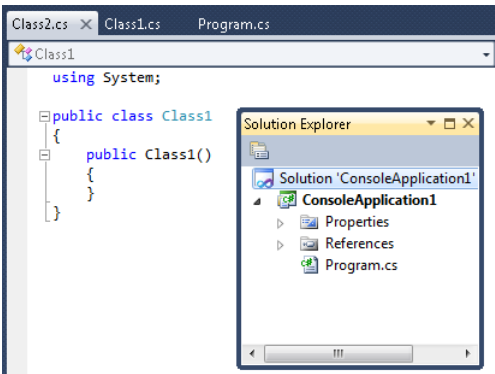 Class2.cs Class1.cs Program.cs
Class1
using System;
public class Class1
{
public Class1()
{
}
}
Solution Explorer
Solution 'ConsoleApplication1'
ConsoleApplication1
Properties
References
Program.cs